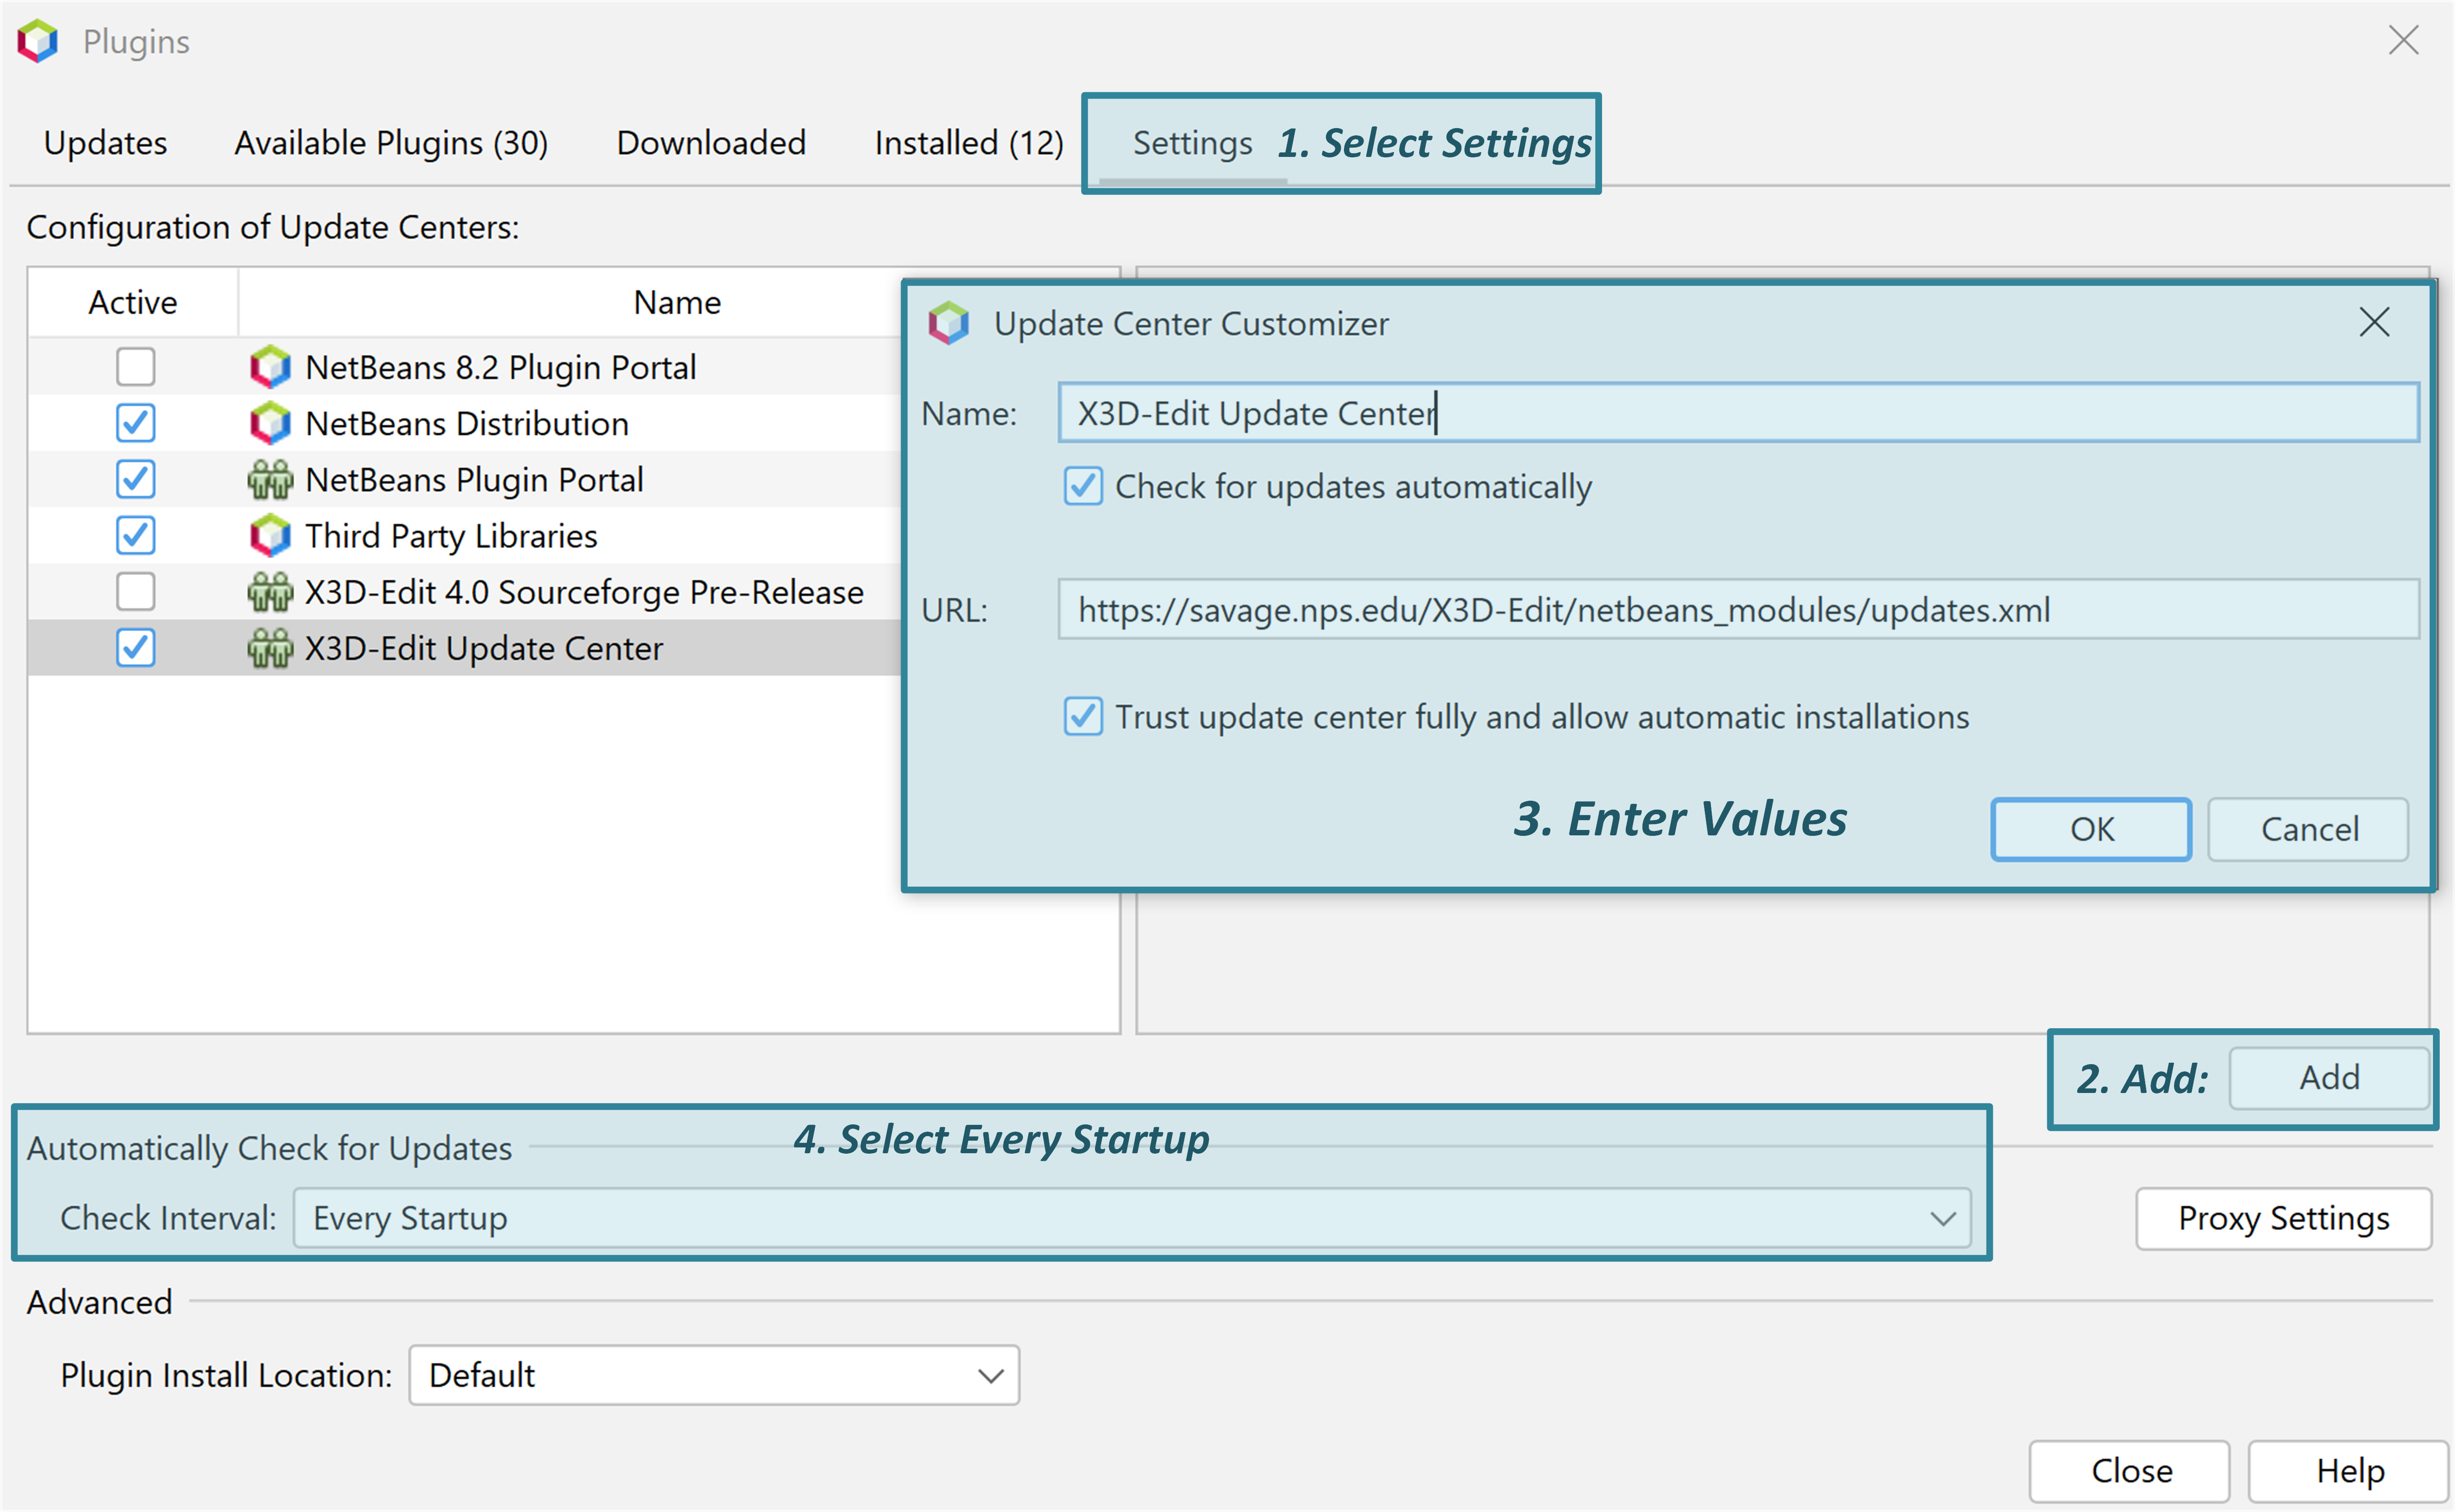 Plugins
Updates Available Plugins (30) Downloaded Installed (12) Settings 1. Select Settings
Configuration of Update Centers:
Active Name
NetBeans 8.2 Plugin Portal
NetBeans Distribution
NetBeans Plugin Portal
Third Party Libraries
X3D-Edit 4.0 Sourceforge Pre-Release
X3D-Edit Update Center
Update Center Customizer
Name: X3D-Edit Update Center
Check for updates automatically
URL: https://savage.nps.edu/X3D-Edit/netbeans_modules/updates.xml
Trust update center fully and allow automatic installations
3. Enter Values OK Cancel
2. Add: Add
Automatically Check for Updates 4. Select Every Startup
Check Interval: Every Startup Proxy Settings
Advanced
Plugin Install Location: Default
Close Help